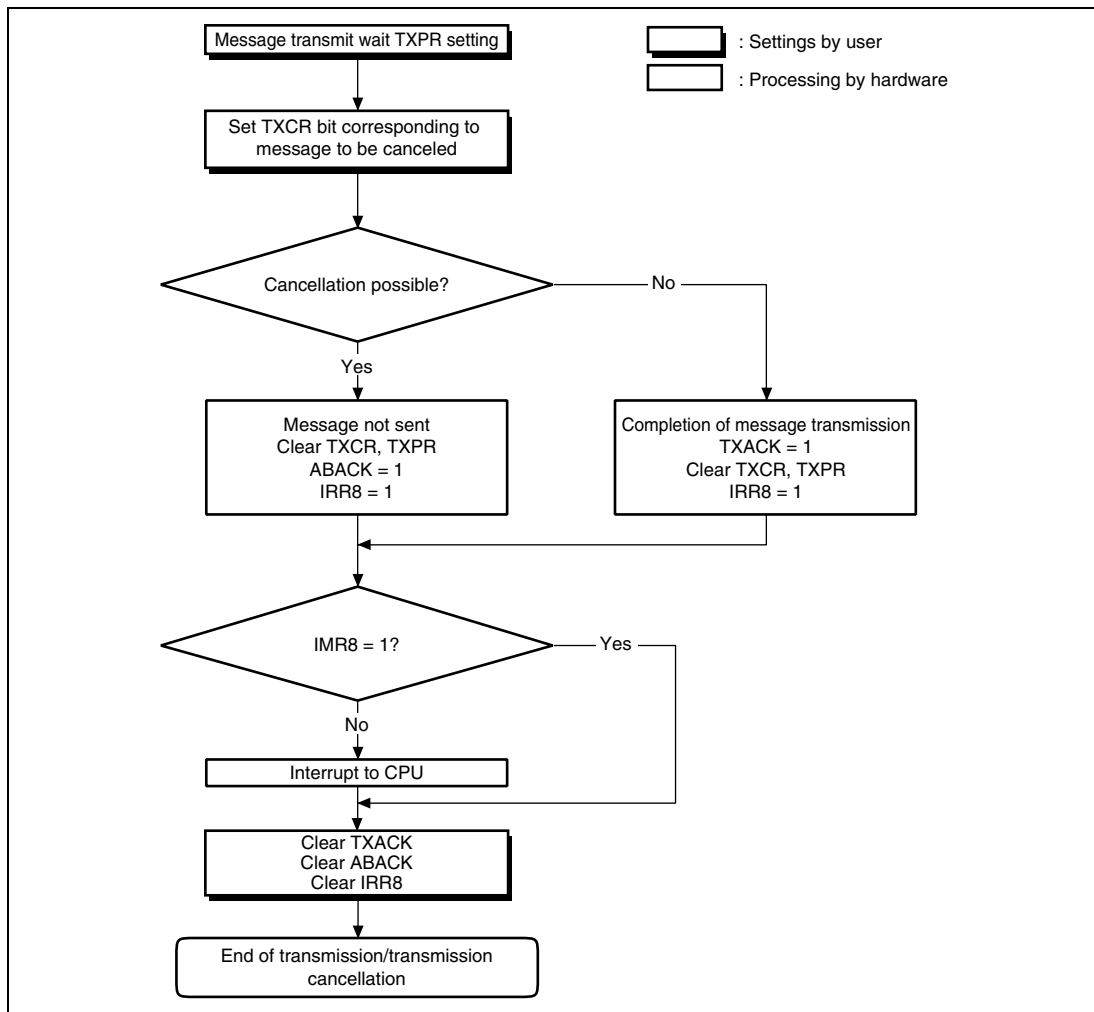 Message transmit wait TXPR setting
: Settings by user
: Processing by hardware
Set TXCR bit corresponding to
message to be canceled
Cancellation possible?
No
Yes
Message not sent
Clear TXCR, TXPR
ABACK = 1
IRR8 = 1
Completion of message transmission
TXACK = 1
Clear TXCR, TXPR
IRR8 = 1
IMR8 = 1?
Yes
No
Interrupt to CPU
Clear TXACK
Clear ABACK
Clear IRR8
End of transmission/transmission
cancellation